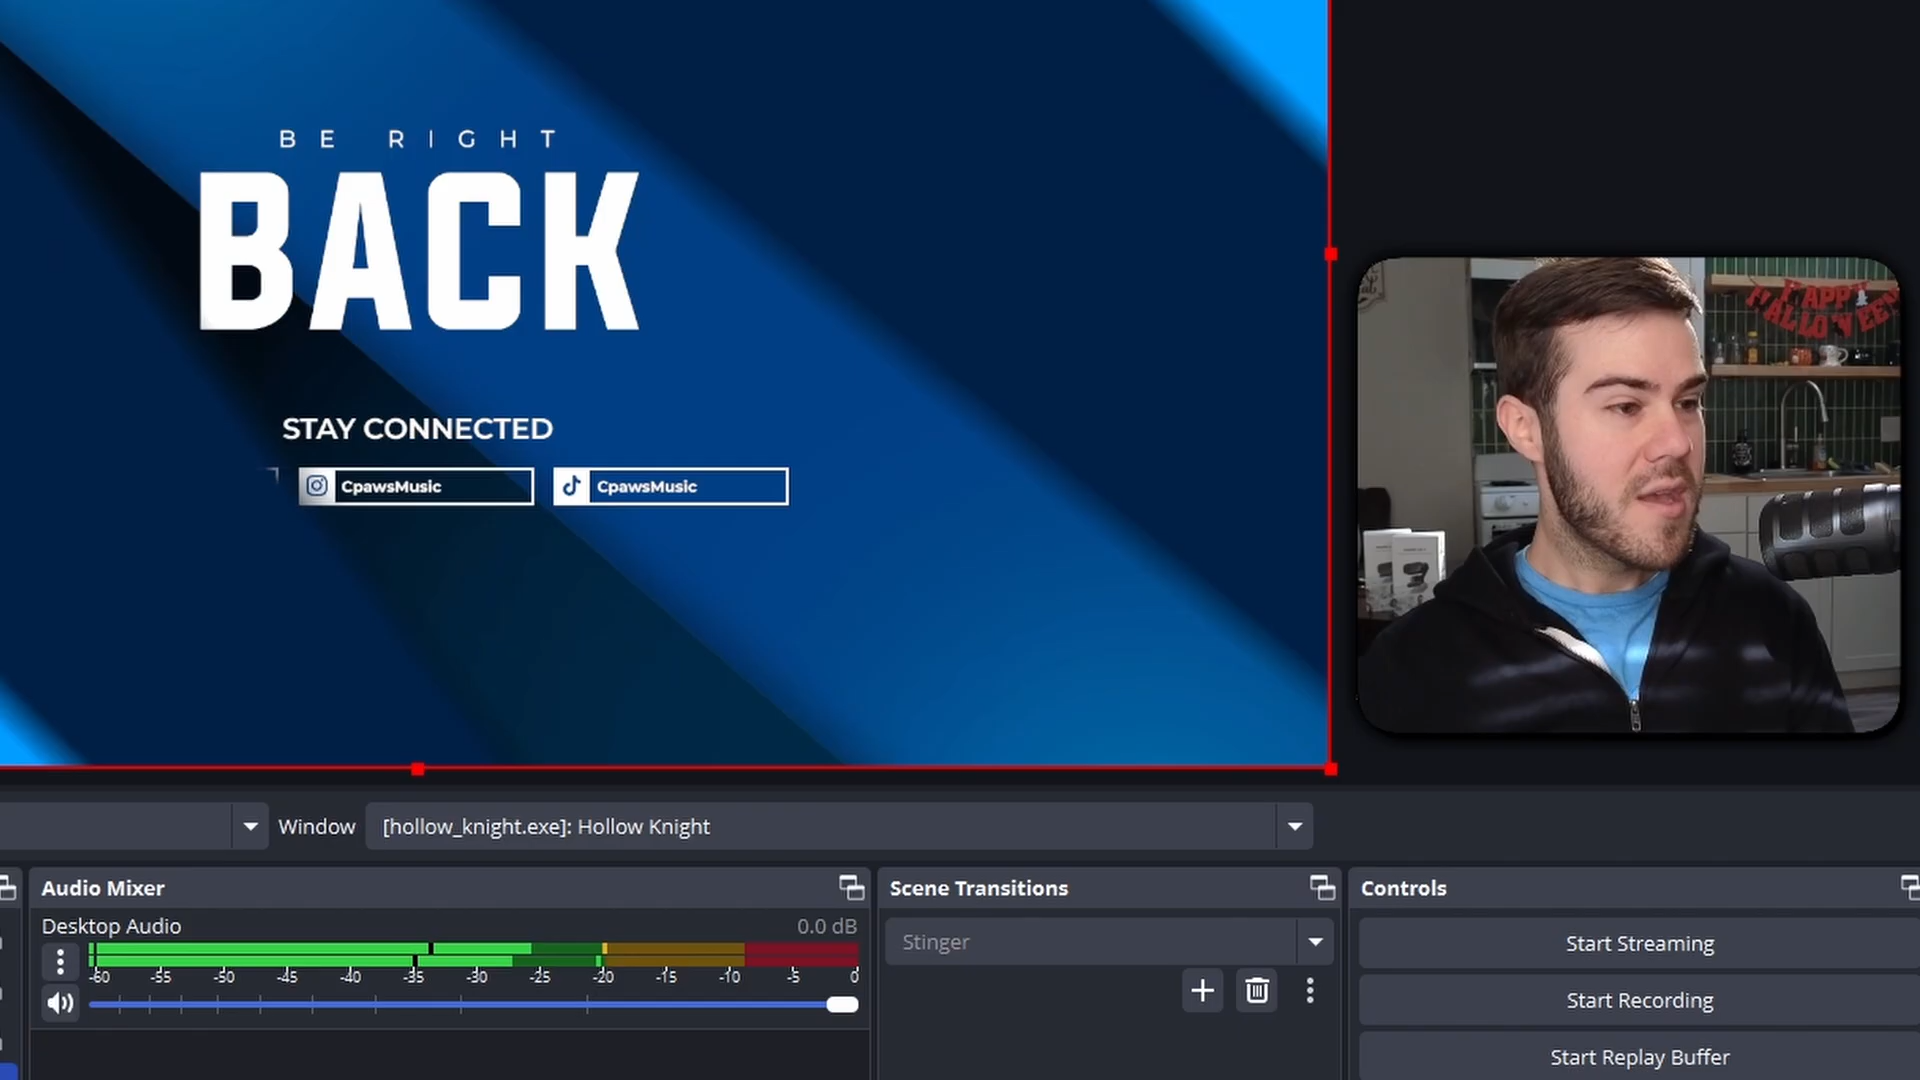 BE RIGHT
BACK
STAY CONNECTED
CpawsMusic
CpawsMusic
Window
[hollow_knight.exe]: Hollow Knight
Audio Mixer
Scene Transitions
Controls
Desktop Audio
0.0 dB
-60 -55 -50 -45 -40 -35 -30 -25 -20 -15 -10 -5 0
Stinger
Start Streaming
Start Recording
Start Replay Buffer